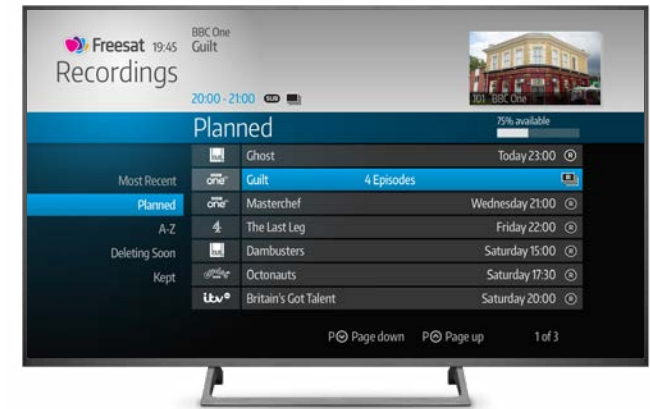 Freesat 19:45
Recordings
BBC One
Guilt
20:00 - 21:00 SUB
101 BBC One
Planned
75% available
Most Recent
Planned
A-Z
Deleting Soon
Kept
Ghost Today 23:00 R
one Guilt 4 Episodes R
one Masterchef Wednesday 21:00 R
4 The Last Leg Friday 22:00 R
Dambusters Saturday 15:00 R
Octonauts Saturday 17:30 R
itv Britain's Got Talent Saturday 20:00 R
P Page down P Page up 1 of 3